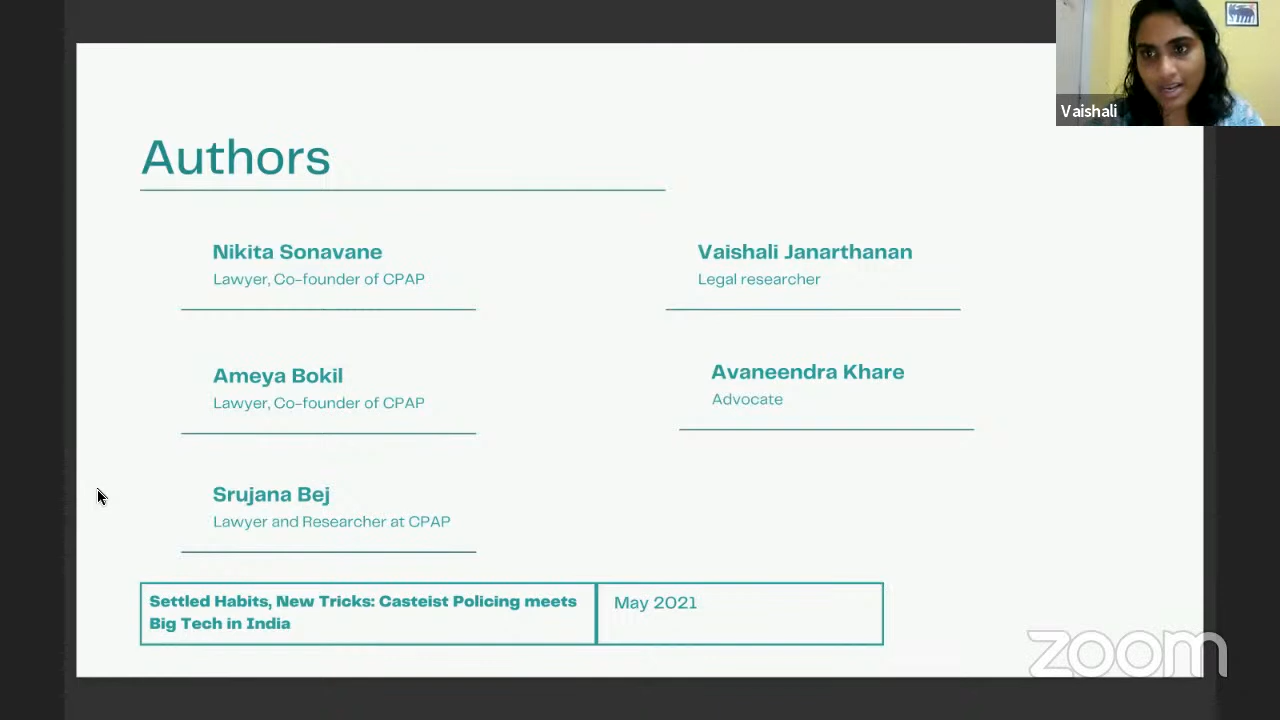 Vaishali
Authors
Nikita Sonavane
Lawyer, Co-founder of CPAP
Vaishali Janarthanan
Legal researcher
Ameya Bokil
Lawyer, Co-founder of CPAP
Avaneendra Khare
Advocate
Srujana Bej
Lawyer and Researcher at CPAP
Settled Habits, New Tricks: Casteist Policing meets
Big Tech in India
May 2021
zoom